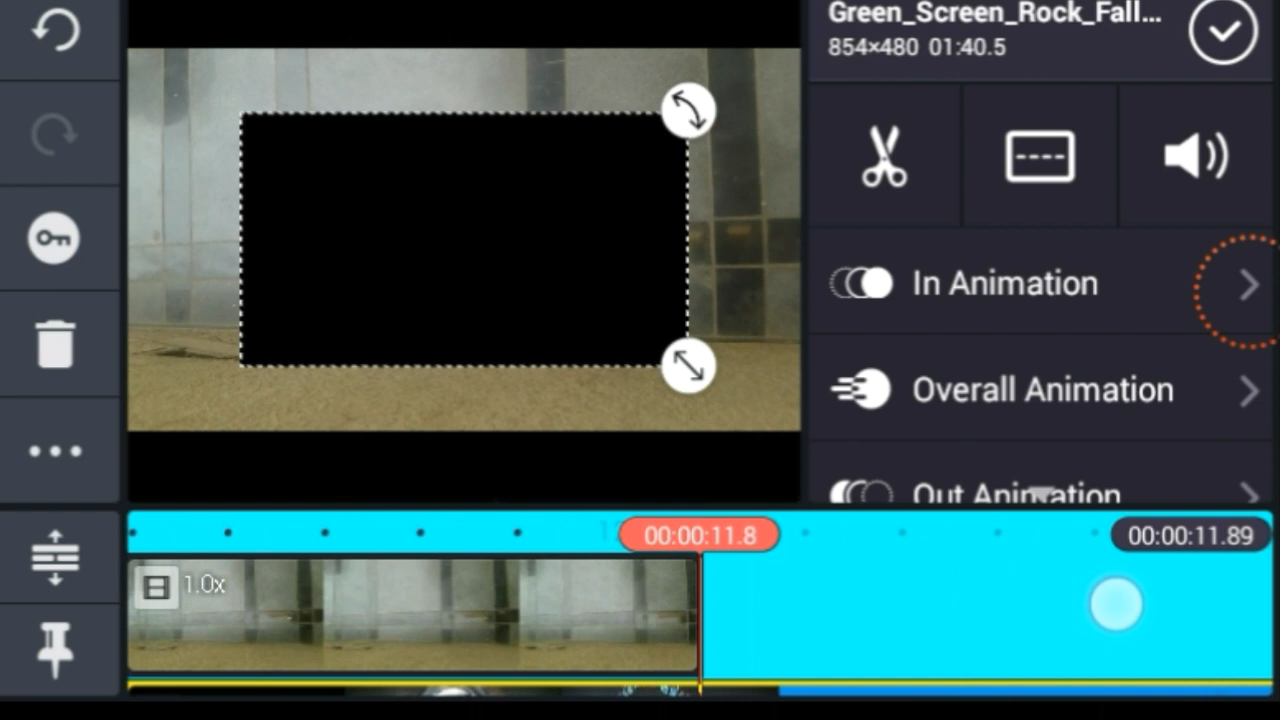 Green_Screen_Rock_Fall...
854×480 01:40.5
In Animation
Overall Animation
Out Animation
00:00:11.8
00:00:11.89
1.0x